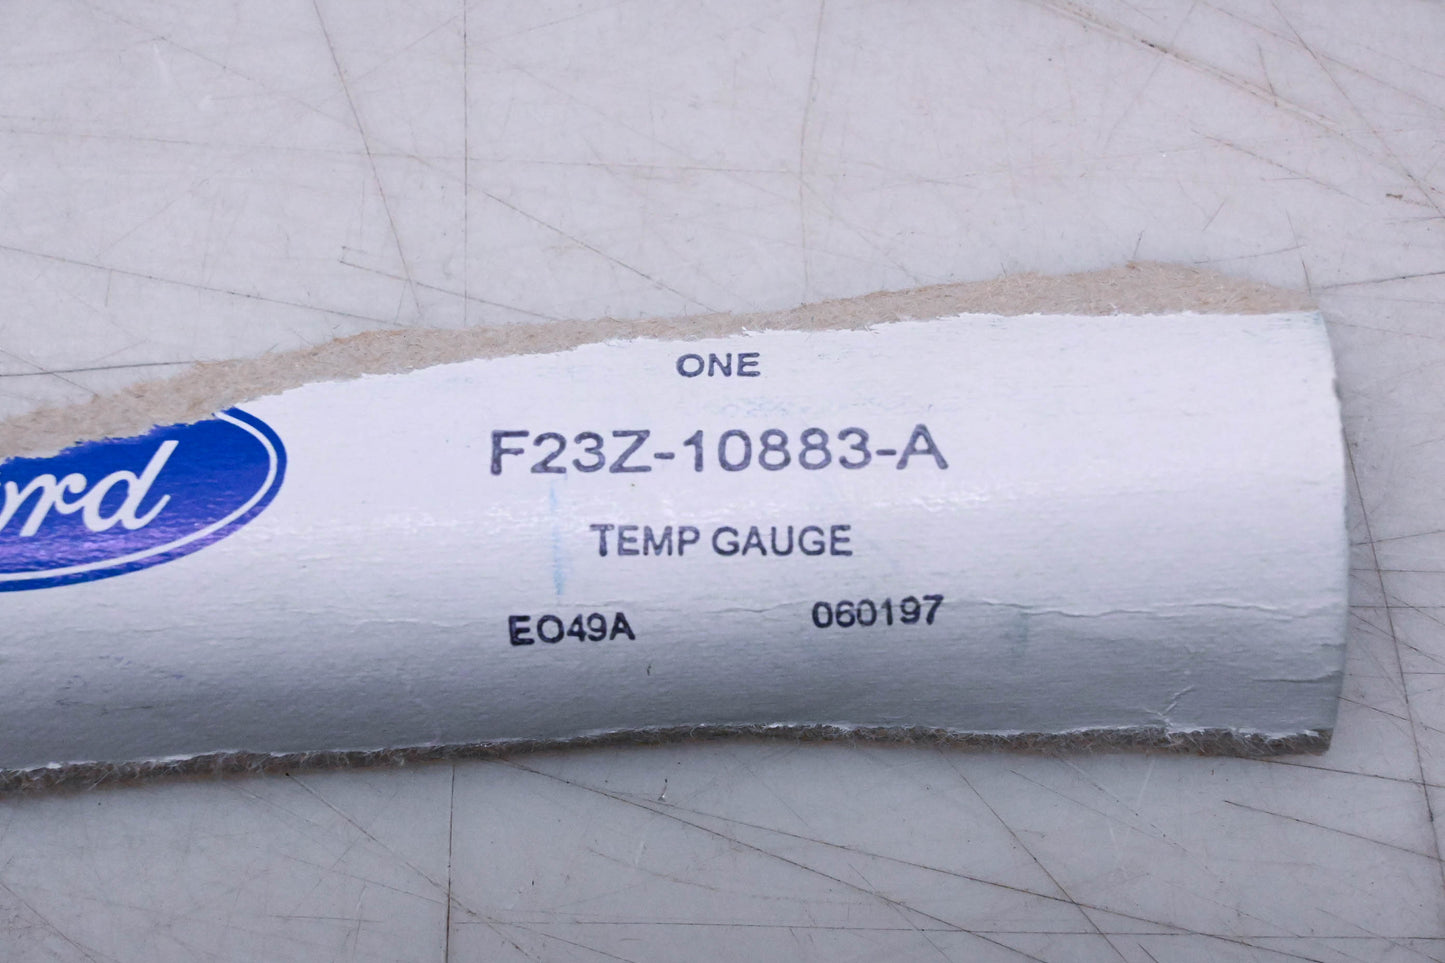 ONE
F23Z-10883-A
TEMP GAUGE
EO49A 060197
ord